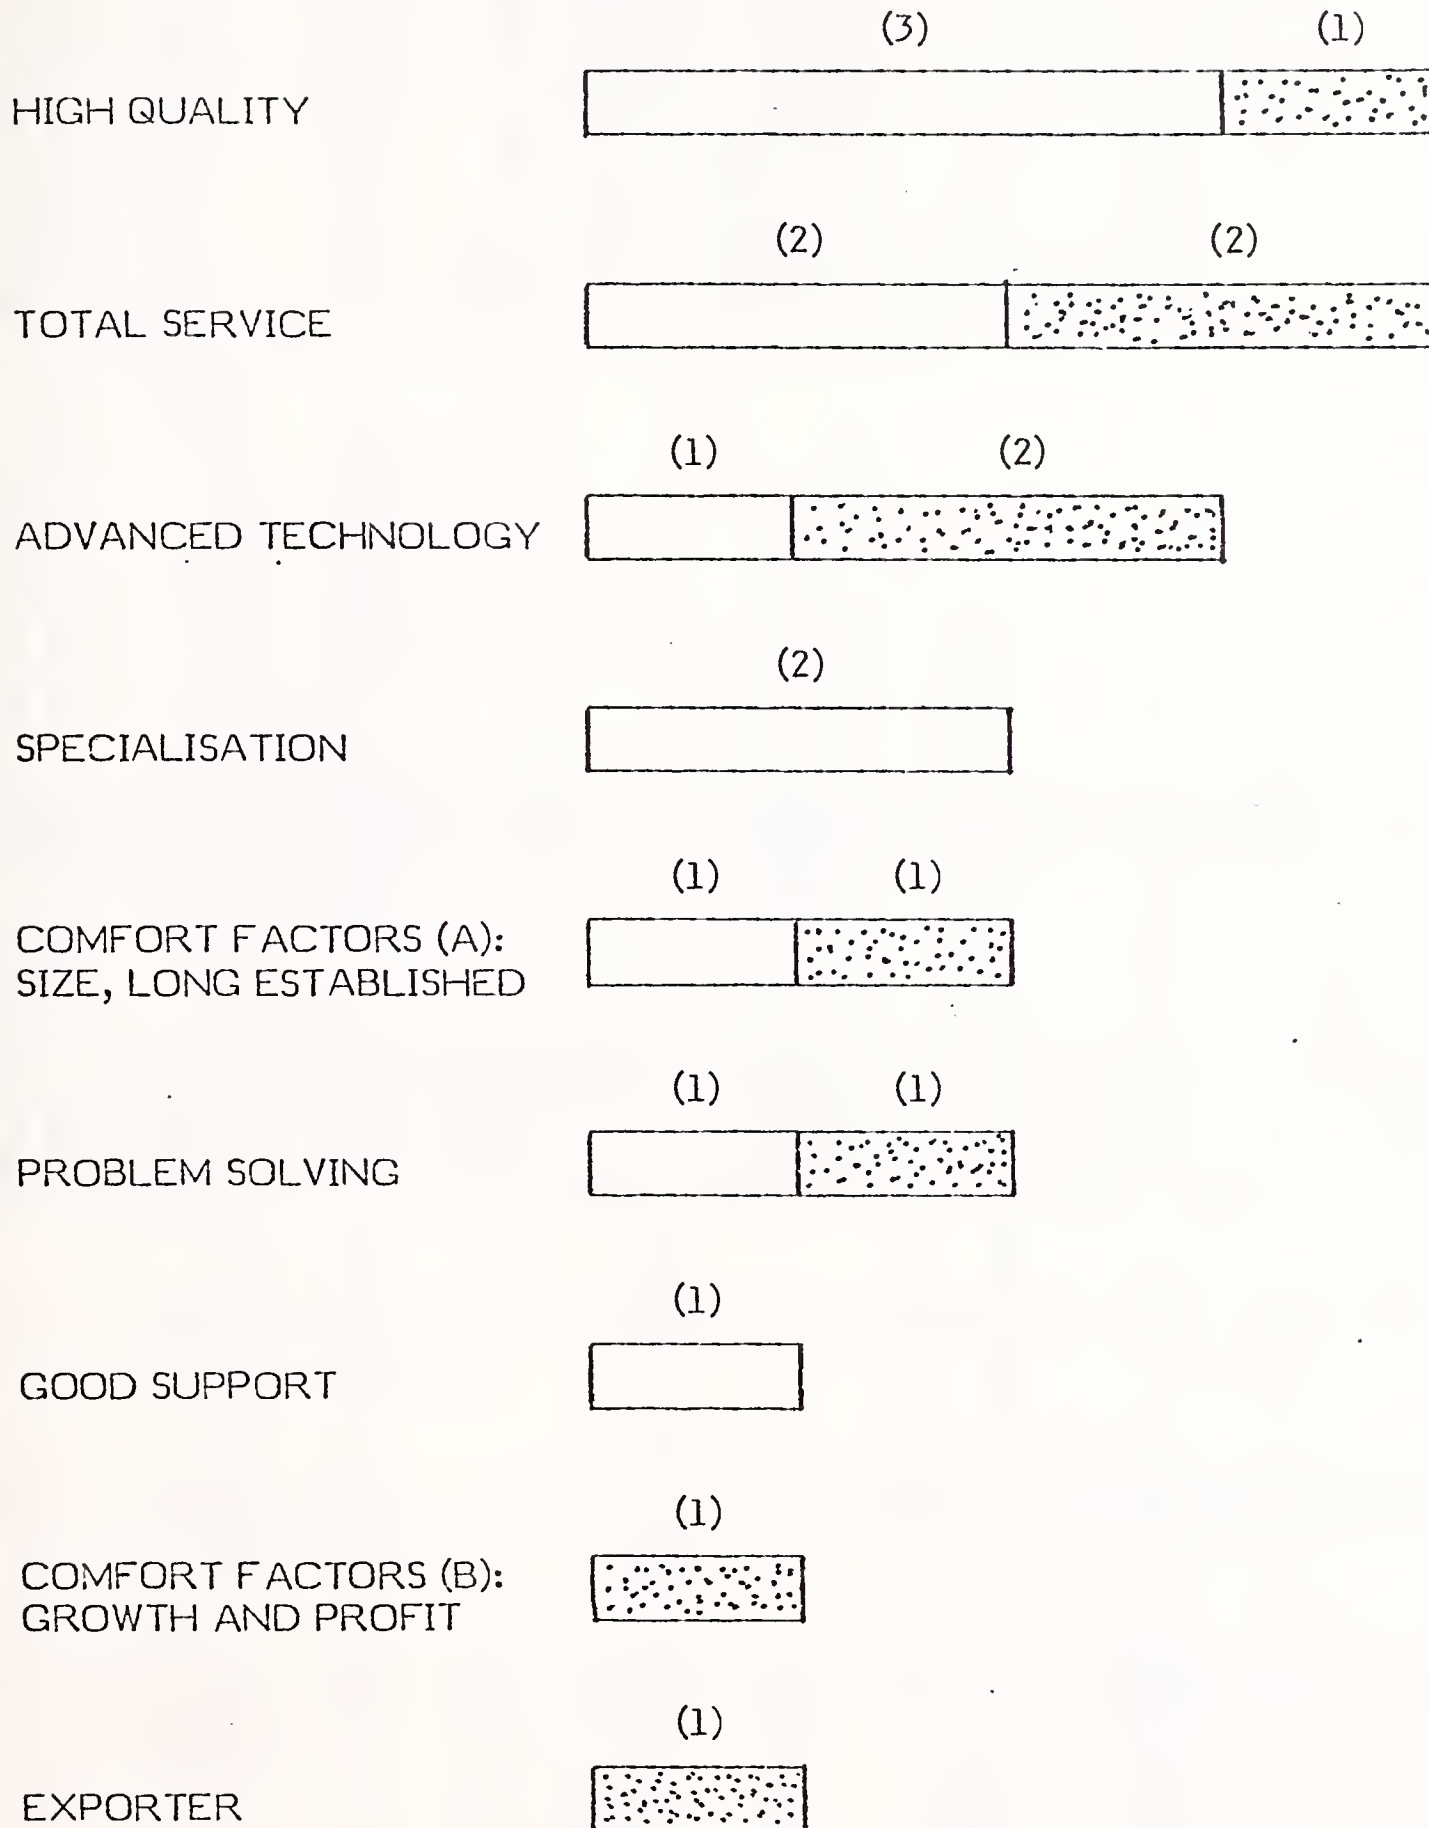 (3) (1)
HIGH QUALITY
(2) (2)
TOTAL SERVICE
(1) (2)
ADVANCED TECHNOLOGY
(2)
SPECIALISATION
(1) (1)
COMFORT FACTORS (A):
SIZE, LONG ESTABLISHED
(1) (1)
PROBLEM SOLVING
(1)
GOOD SUPPORT
(1)
COMFORT FACTORS (B):
GROWTH AND PROFIT
(1)
EXPORTER